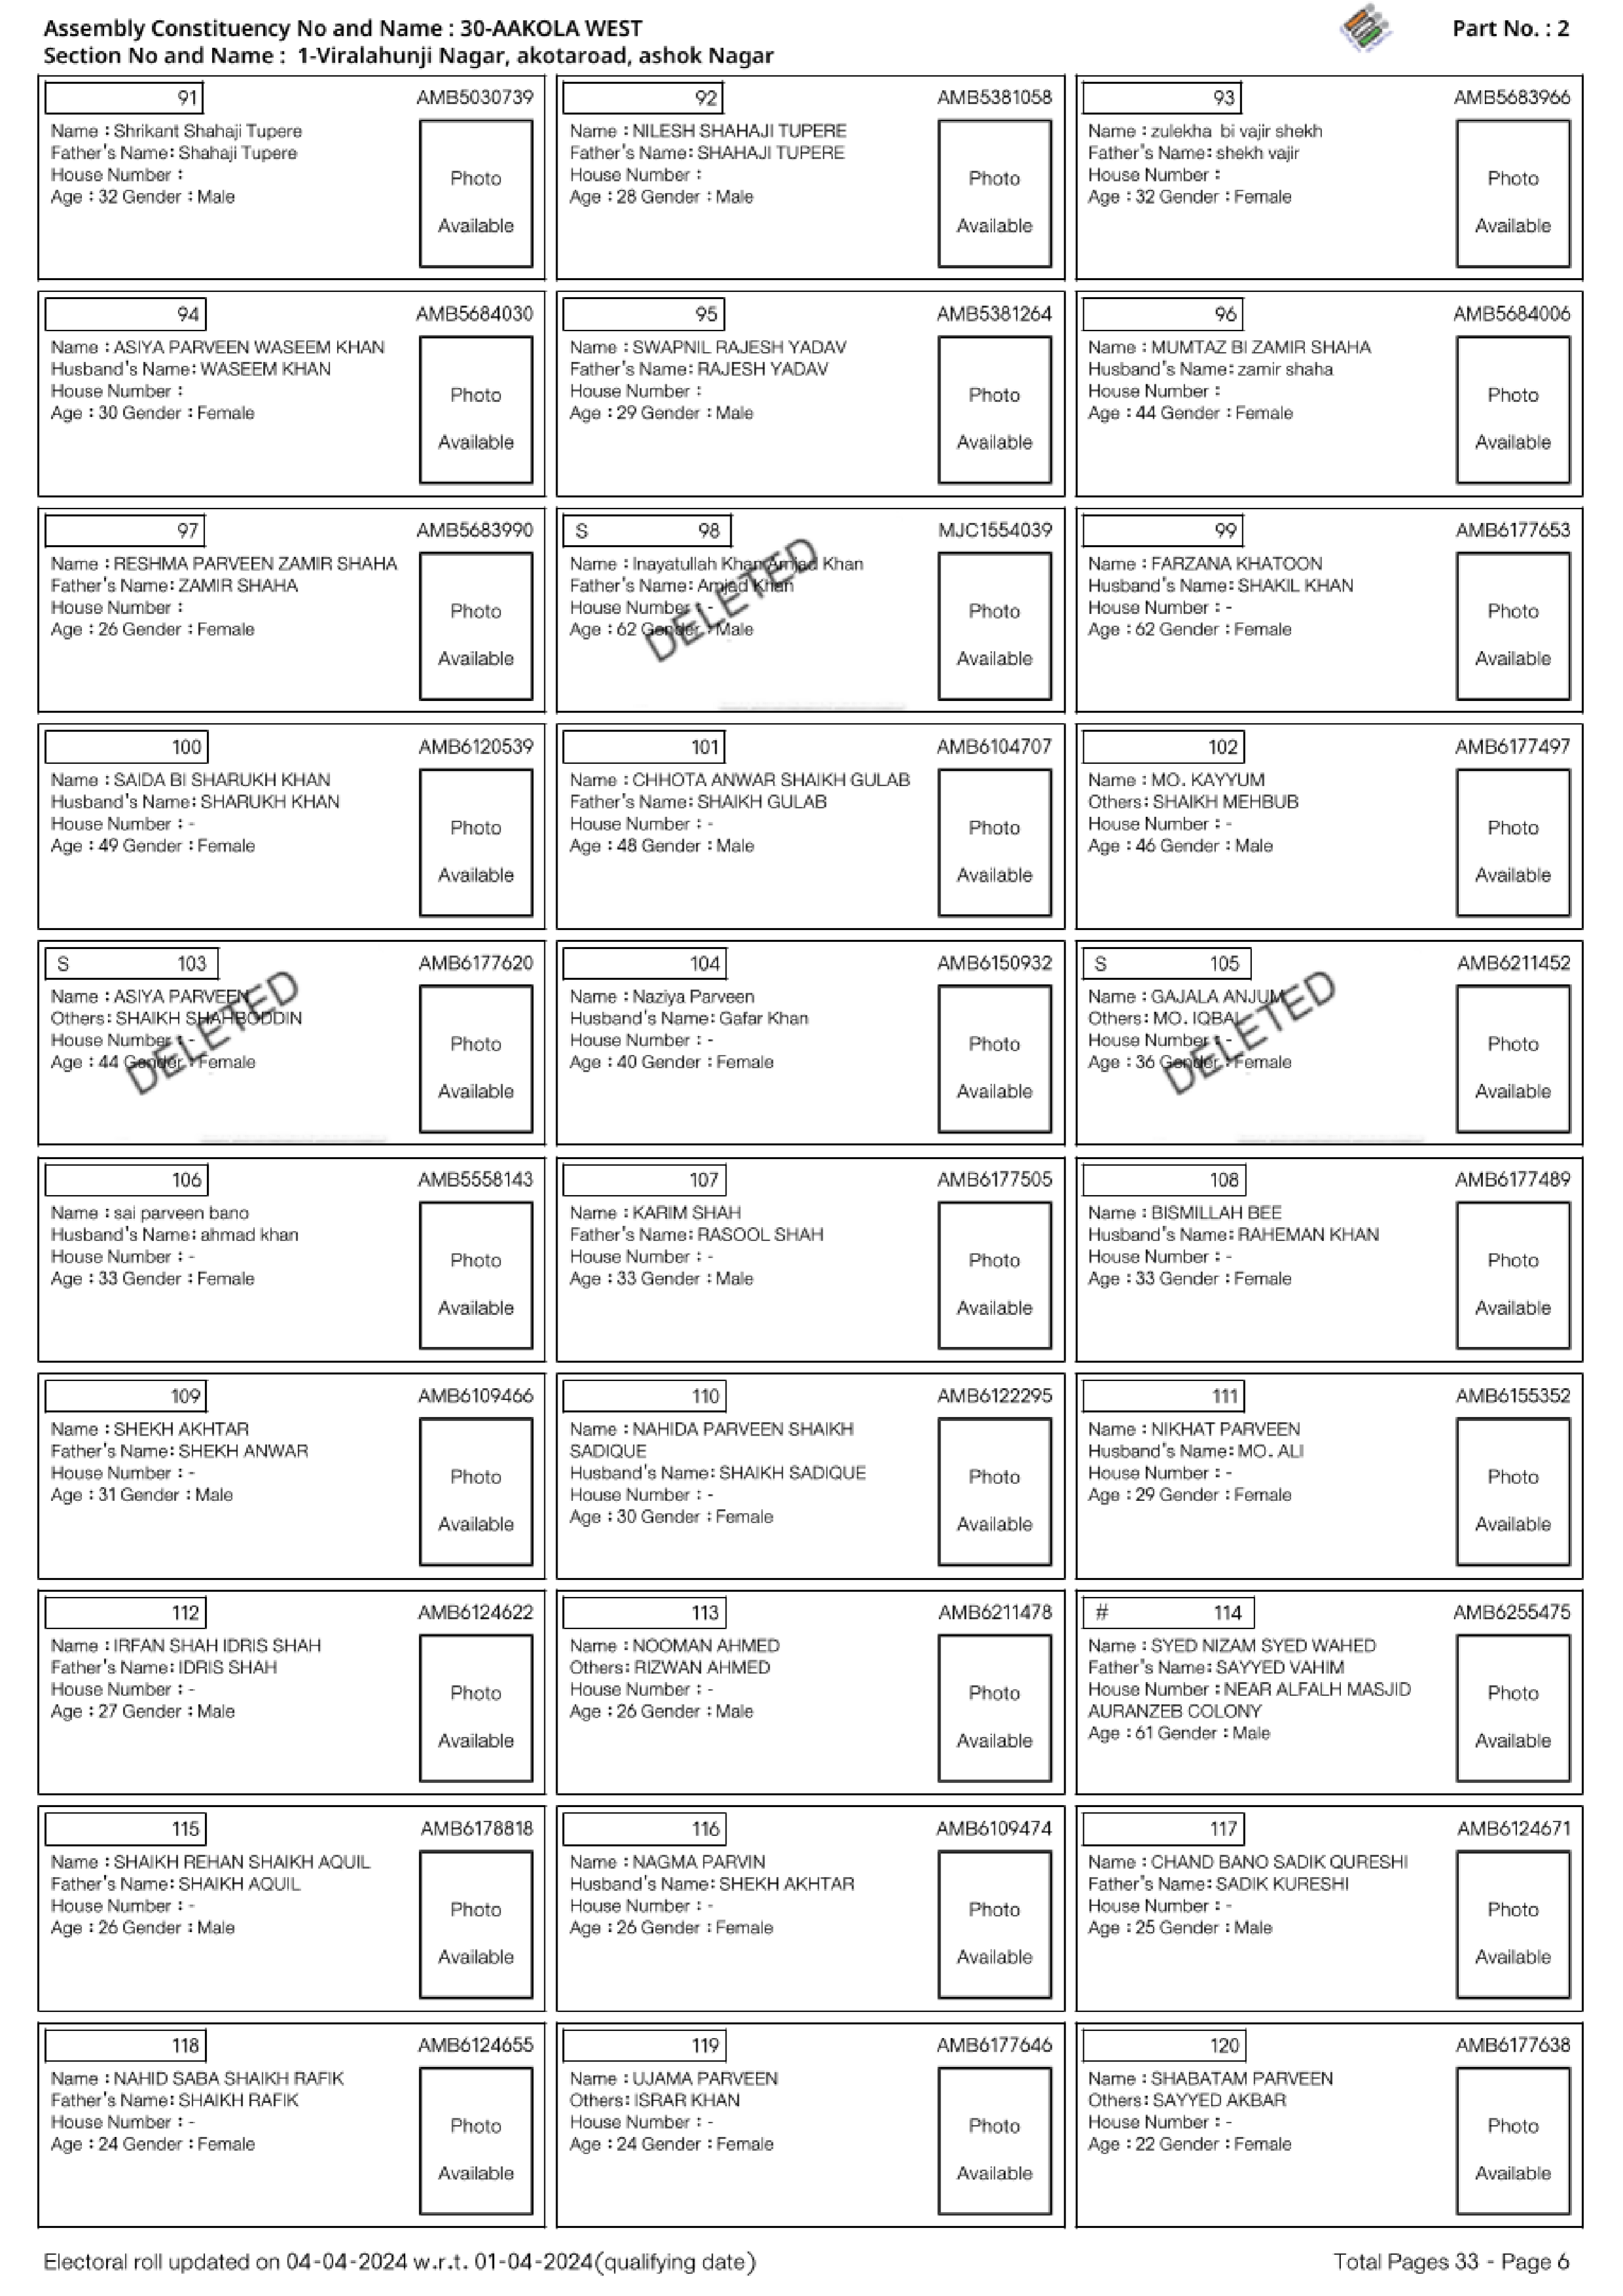 Assembly Constituency No and Name : 30-AAKOLA WEST
Part No. : 2
Section No and Name : 1-Viralahunji Nagar, akotaroad, ashok Nagar
91 AMB5030739
Name : Shrikant Shahaji Tupere
Father's Name: Shahaji Tupere
House Number :
Age : 32 Gender : Male
Photo
Available
92 AMB5381058
Name : NILESH SHAHAJI TUPERE
Father's Name: SHAHAJI TUPERE
House Number :
Age : 28 Gender : Male
Photo
Available
93 AMB5683966
Name : zulekha bi vajir shekh
Father's Name: shekh vajir
House Number :
Age : 32 Gender : Female
Photo
Available
94 AMB5684030
Name : ASIYA PARVEEN WASEEM KHAN
Husband's Name: WASEEM KHAN
House Number :
Age : 30 Gender : Female
Photo
Available
95 AMB5381264
Name : SWAPNIL RAJESH YADAV
Father's Name: RAJESH YADAV
House Number :
Age : 29 Gender : Male
Photo
Available
96 AMB5684006
Name : MUMTAZ BI ZAMIR SHAHA
Husband's Name: zamir shaha
House Number :
Age : 44 Gender : Female
Photo
Available
97 AMB5683990
Name : RESHMA PARVEEN ZAMIR SHAHA
Father's Name: ZAMIR SHAHA
House Number :
Age : 26 Gender : Female
Photo
Available
S 98 MJC1554039
Name : Inayatullah Khan Amjad Khan
Father's Name: Amjad Khan
House Number : -
Age : 62 Gender : Male
DELETED
Photo
Available
99 AMB6177653
Name : FARZANA KHATOON
Husband's Name: SHAKIL KHAN
House Number : -
Age : 62 Gender : Female
Photo
Available
100 AMB6120539
Name : SAIDA BI SHARUKH KHAN
Husband's Name: SHARUKH KHAN
House Number : -
Age : 49 Gender : Female
Photo
Available
101 AMB6104707
Name : CHHOTA ANWAR SHAIKH GULAB
Father's Name: SHAIKH GULAB
House Number : -
Age : 48 Gender : Male
Photo
Available
102 AMB6177497
Name : MO. KAYYUM
Others: SHAIKH MEHBUB
House Number : -
Age : 46 Gender : Male
Photo
Available
S 103 AMB6177620
Name : ASIYA PARVEEN
Others: SHAIKH SHAHBODDIN
House Number : -
Age : 44 Gender : Female
DELETED
Photo
Available
104 AMB6150932
Name : Naziya Parveen
Husband's Name: Gafar Khan
House Number : -
Age : 40 Gender : Female
Photo
Available
S 105 AMB6211452
Name : GAJALA ANJUM
Others: MO. IQBAL
House Number : -
Age : 36 Gender : Female
DELETED
Photo
Available
106 AMB5558143
Name : sai parveen bano
Husband's Name: ahmad khan
House Number : -
Age : 33 Gender : Female
Photo
Available
107 AMB6177505
Name : KARIM SHAH
Father's Name: RASOOL SHAH
House Number : -
Age : 33 Gender : Male
Photo
Available
108 AMB6177489
Name : BISMILLAH BEE
Husband's Name: RAHEMAN KHAN
House Number : -
Age : 33 Gender : Female
Photo
Available
109 AMB6109466
Name : SHEKH AKHTAR
Father's Name: SHEKH ANWAR
House Number : -
Age : 31 Gender : Male
Photo
Available
110 AMB6122295
Name : NAHIDA PARVEEN SHAIKH
SADIQUE
Husband's Name: SHAIKH SADIQUE
House Number : -
Age : 30 Gender : Female
Photo
Available
111 AMB6155352
Name : NIKHAT PARVEEN
Husband's Name: MO. ALI
House Number : -
Age : 29 Gender : Female
Photo
Available
112 AMB6124622
Name : IRFAN SHAH IDRIS SHAH
Father's Name: IDRIS SHAH
House Number : -
Age : 27 Gender : Male
Photo
Available
113 AMB6211478
Name : NOOMAN AHMED
Others: RIZWAN AHMED
House Number : -
Age : 26 Gender : Male
Photo
Available
# 114 AMB6255475
Name : SYED NIZAM SYED WAHED
Father's Name: SAYYED VAHIM
House Number : NEAR ALFALH MASJID
AURANZEB COLONY
Age : 61 Gender : Male
Photo
Available
115 AMB6178818
Name : SHAIKH REHAN SHAIKH AQUIL
Father's Name: SHAIKH AQUIL
House Number : -
Age : 26 Gender : Male
Photo
Available
116 AMB6109474
Name : NAGMA PARVIN
Husband's Name: SHEKH AKHTAR
House Number : -
Age : 26 Gender : Female
Photo
Available
117 AMB6124671
Name : CHAND BANO SADIK QURESHI
Father's Name: SADIK KURESHI
House Number : -
Age : 25 Gender : Male
Photo
Available
118 AMB6124655
Name : NAHID SABA SHAIKH RAFIK
Father's Name: SHAIKH RAFIK
House Number : -
Age : 24 Gender : Female
Photo
Available
119 AMB6177646
Name : UJAMA PARVEEN
Others: ISRAR KHAN
House Number : -
Age : 24 Gender : Female
Photo
Available
120 AMB6177638
Name : SHABATAM PARVEEN
Others: SAYYED AKBAR
House Number : -
Age : 22 Gender : Female
Photo
Available
Electoral roll updated on 04-04-2024 w.r.t. 01-04-2024(qualifying date)
Total Pages 33 - Page 6